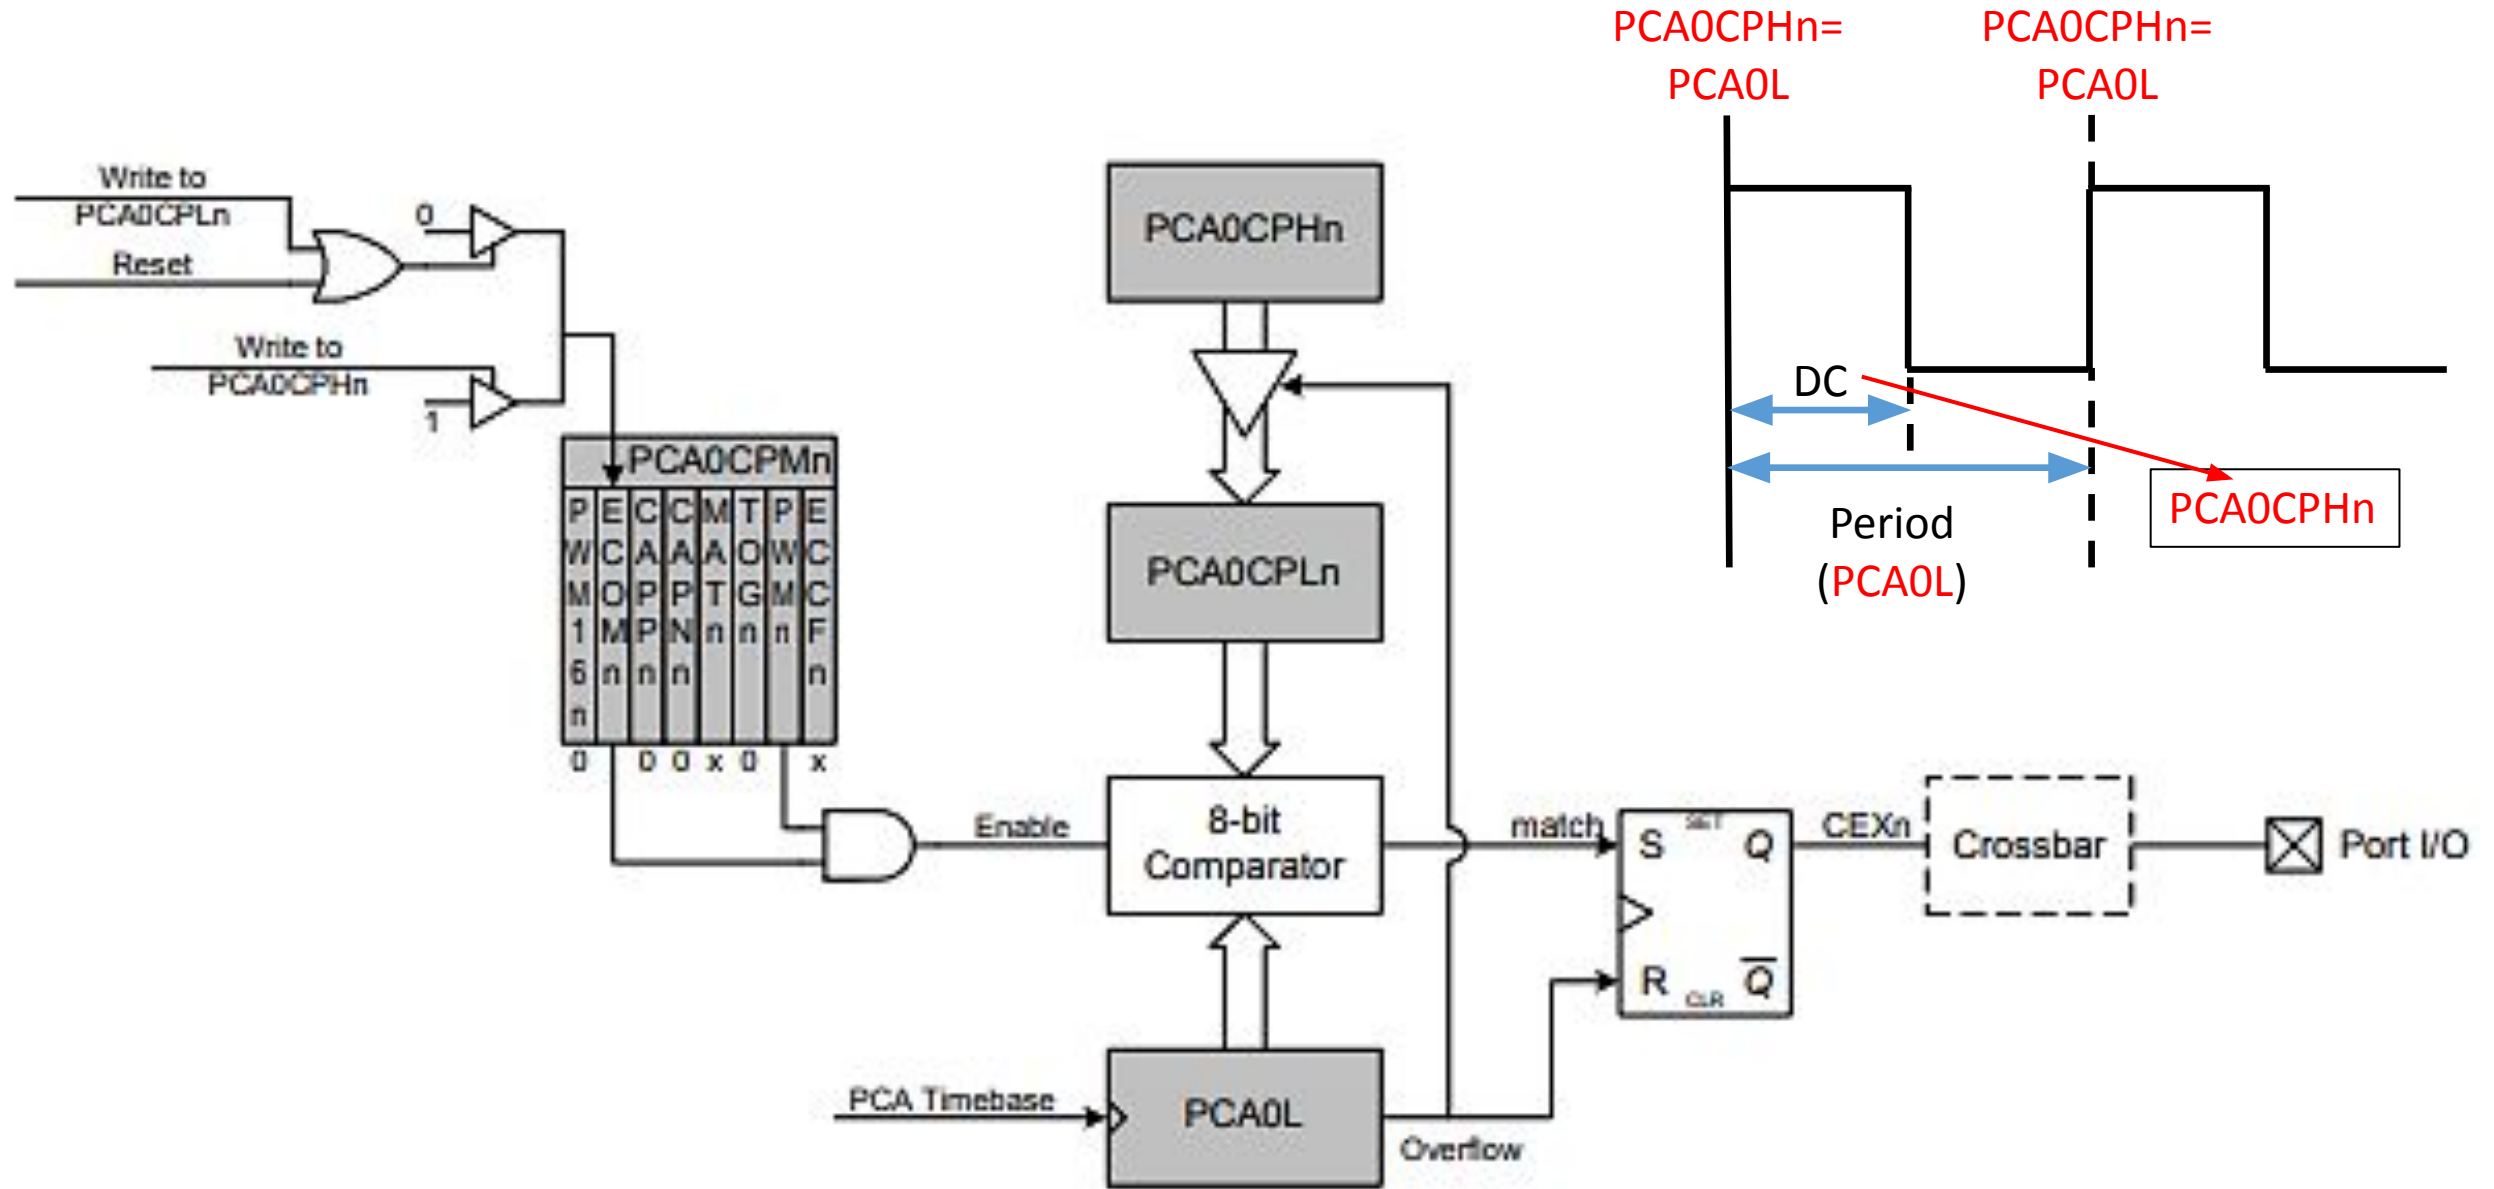 PCA0CPHn=
PCA0L
PCA0CPHn=
PCA0L
Write to
PCA0CPLn
Reset
0
Write to
PCA0CPHn
1
PCA0CPHn
DC
PCA0CPHn
Period
(PCA0L)
PCA0CPMn
P E C C M T P E
W C A A A O W C
M O P P T G M C
1 M P N n n n F
6 n n n n
n
0 0 0 x 0 x
PCA0CPLn
Enable
8-bit
Comparator
match
S SET Q
R CLR Q
CEXn
Crossbar
Port I/O
PCA Timebase
PCA0L
Overflow